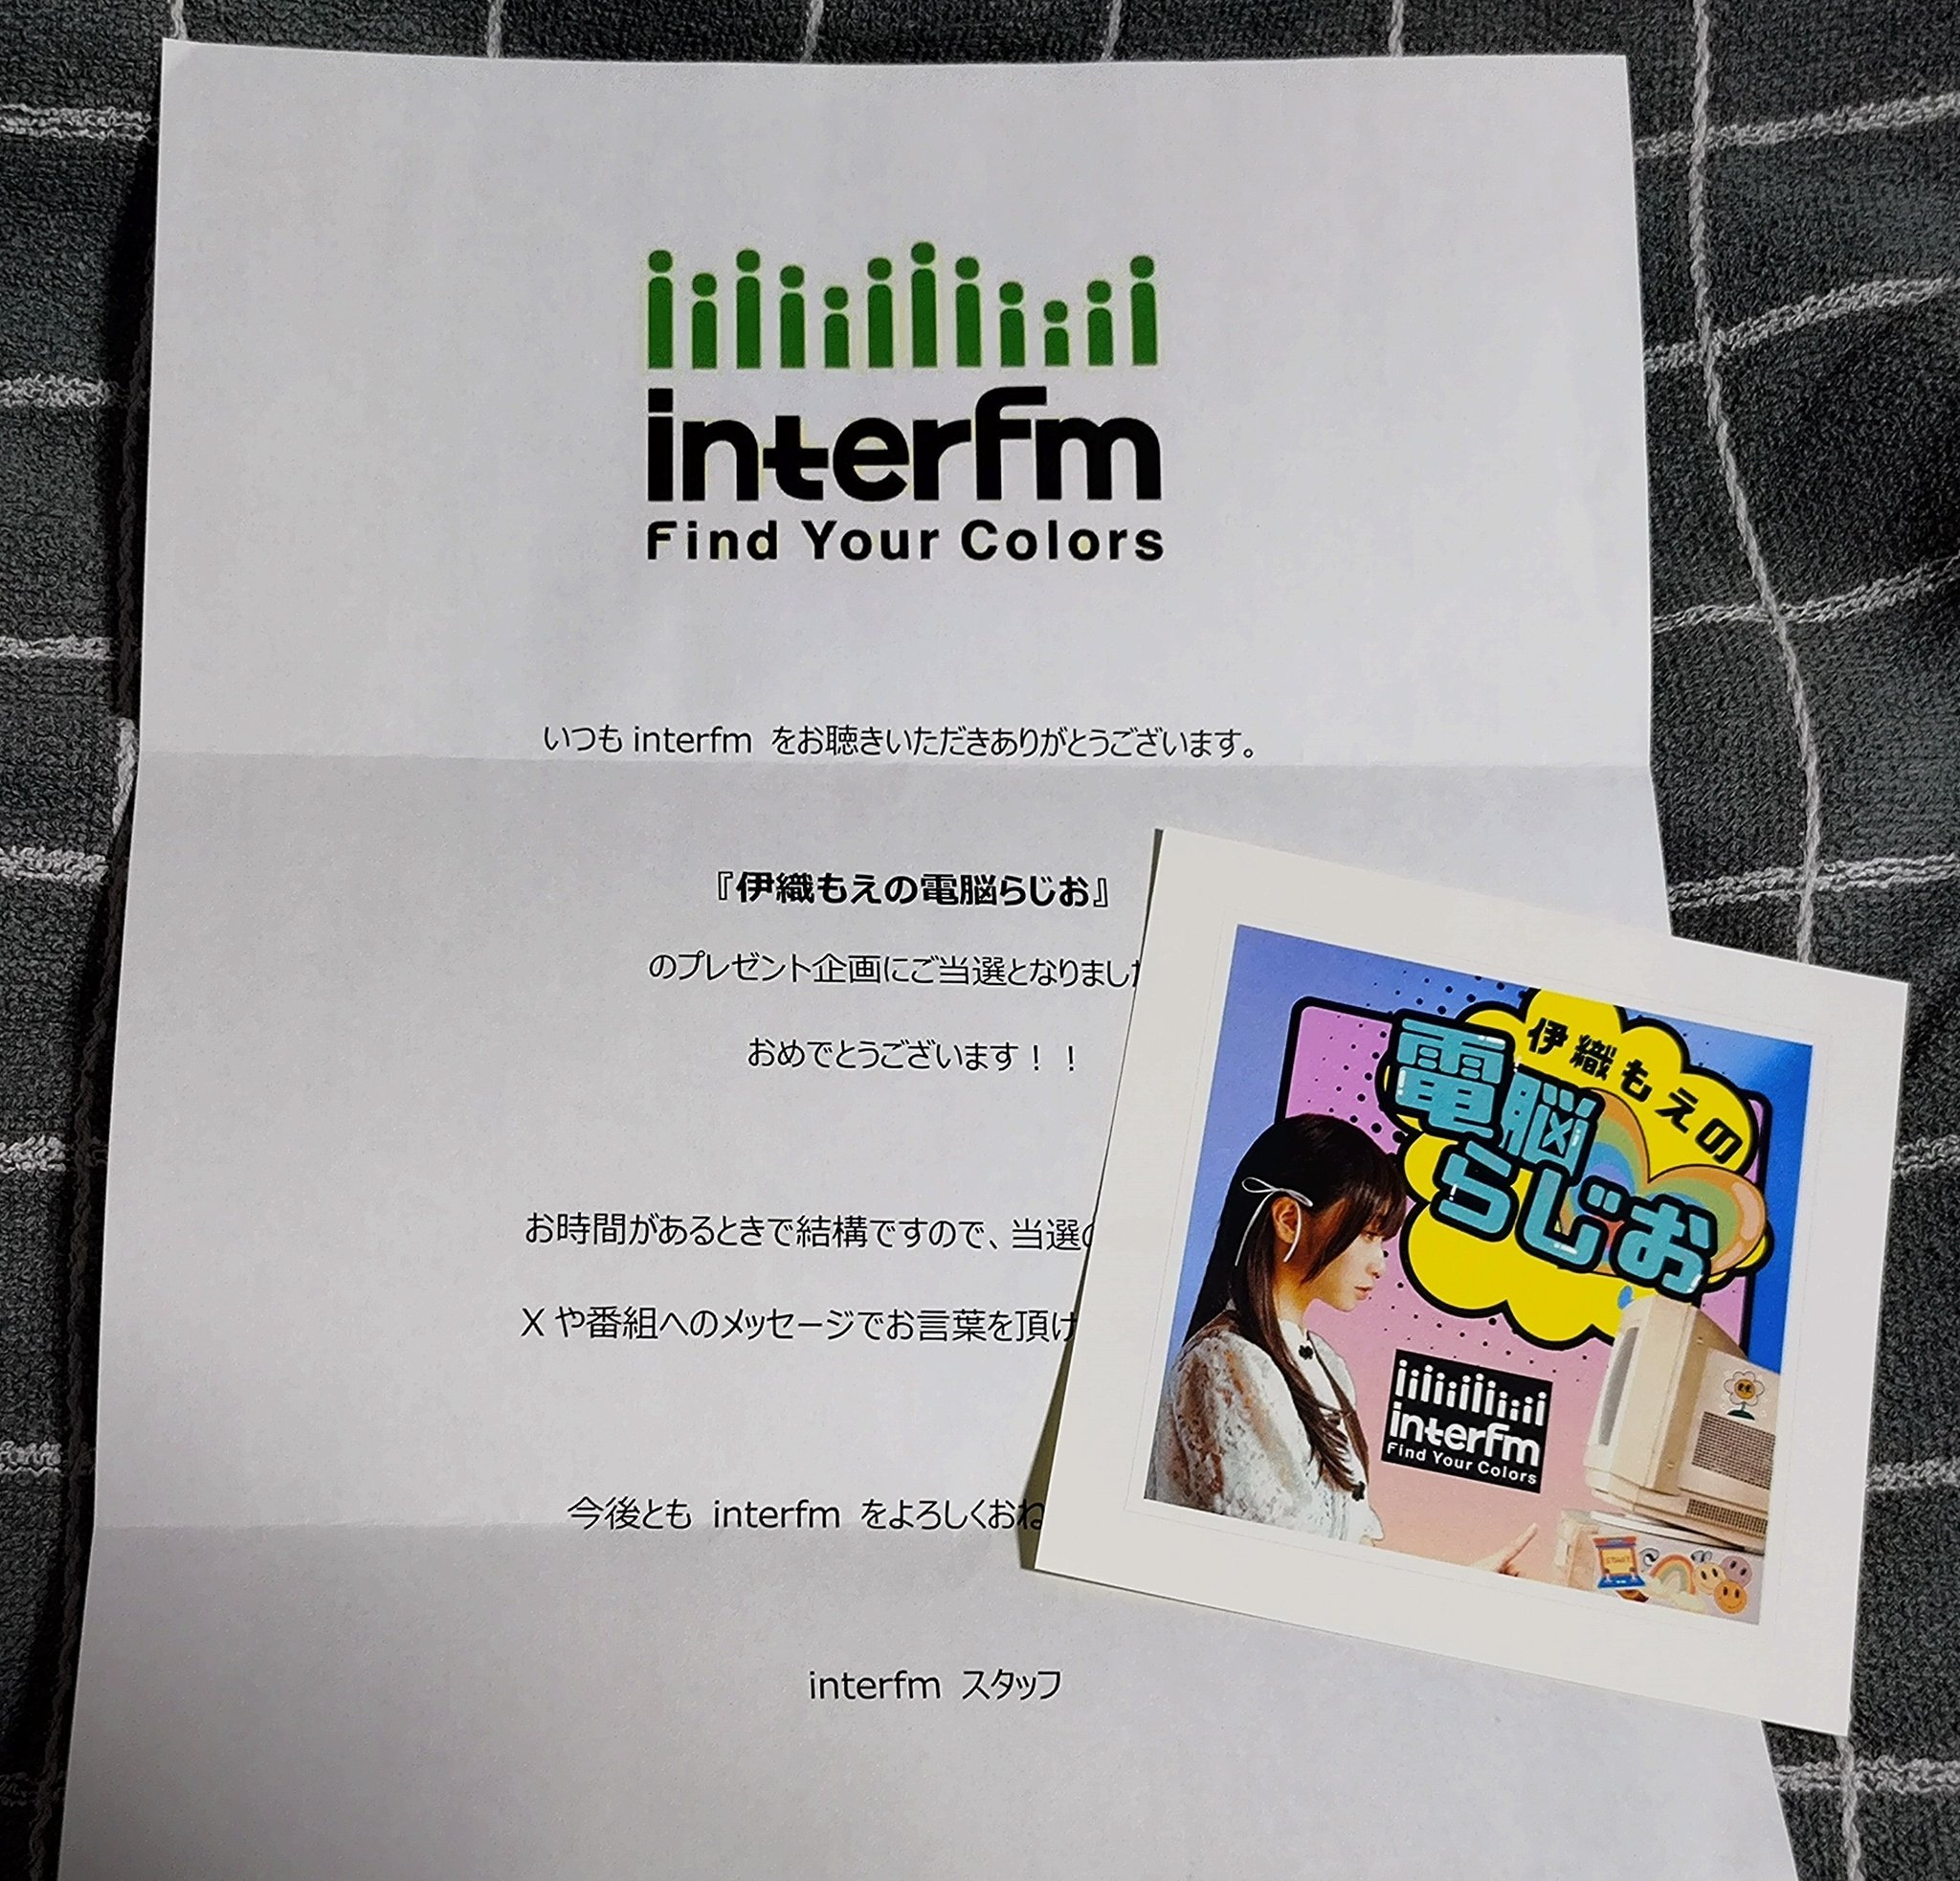 interfm
Find Your Colors
いつも interfm をお聴きいただきありがとうございます。
『伊織もえの電脳らじお』
のプレゼント企画にご当選となりまし
おめでとうございます！！
お時間があるときで結構ですので、当選
Xや番組へのメッセージでお言葉を頂け
今後とも interfm をよろしくおね
interfm スタッフ
伊織もえの
電脳
らじお
interfm
Find Your Colors